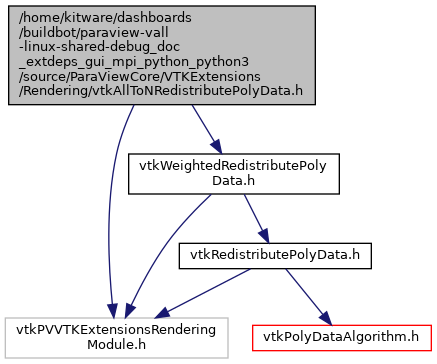 /home/kitware/dashboards
/buildbot/paraview-vall
-linux-shared-debug_doc
_extdeps_gui_mpi_python_python3
/source/ParaViewCore/VTKExtensions
/Rendering/vtkAllToNRedistributePolyData.h
vtkWeightedRedistributePoly
Data.h
vtkRedistributePolyData.h
vtkPVVTKExtensionsRendering
Module.h
vtkPolyDataAlgorithm.h